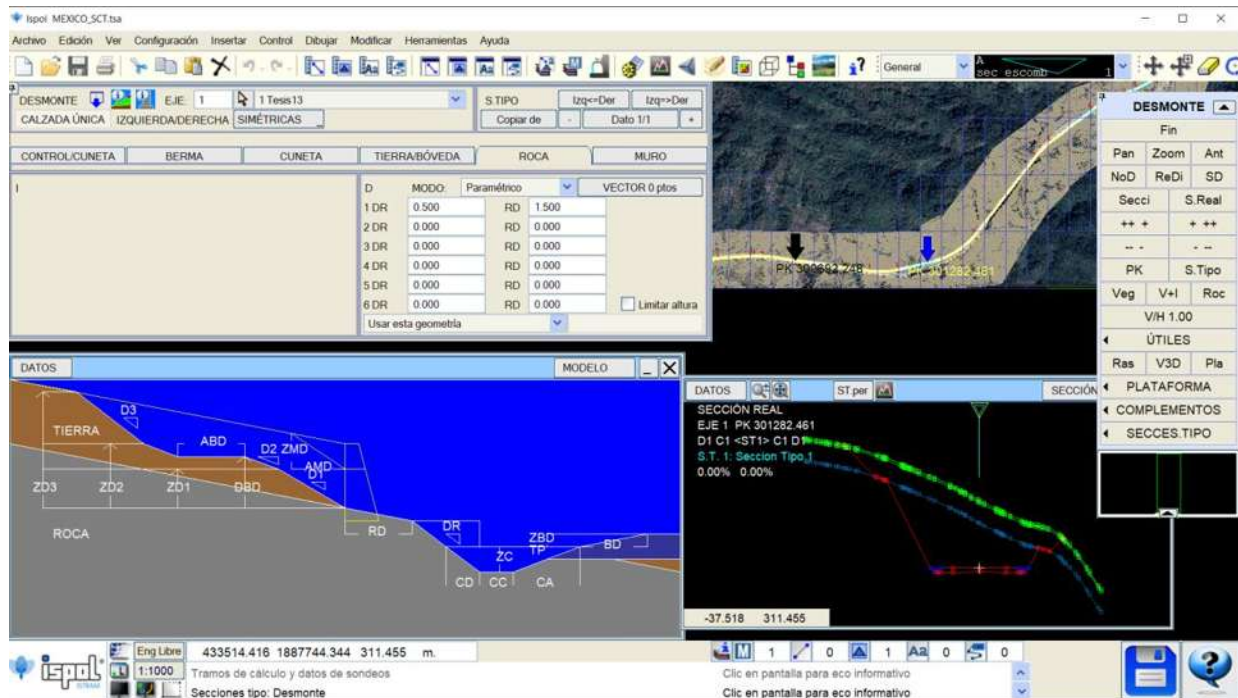 Ispol MEXICO_SCT.tsa
Archivo Edición Ver Configuración Insertar Control Dibujar Modificar Herramientas Ayuda
General
A
sec escomb 1
DESMONTE EJE: 1 1 Tesis13
CALZADA ÚNICA IZQUIERDA/DERECHA SIMÉTRICAS
S.TIPO Izq<=Der Izq=>Der
Copiar de - Dato 1/1 +
CONTROL/CUNETA BERMA CUNETA TIERRA/BÓVEDA ROCA MURO
D MODO: Paramétrico VECTOR 0 ptos
1 DR 0.500 RD 1.500
2 DR 0.000 RD 0.000
3 DR 0.000 RD 0.000
4 DR 0.000 RD 0.000
5 DR 0.000 RD 0.000
6 DR 0.000 RD 0.000 Limitar altura
Usar esta geometría
PK 301282.461
DESMONTE
Fin
Pan Zoom Ant
NoD ReDi SD
Secci S.Real
++ + + ++
-- - - --
PK S.Tipo
Veg V+I Roc
V/H 1.00
ÚTILES
Ras V3D Pla
PLATAFORMA
COMPLEMENTOS
SECCES.TIPO
DATOS MODELO
D3
TIERRA
ABD
D2 ZMD
AMD
D1
ZD3 ZD2 ZD1 DBD
ROCA
RD
DR
ZBD
TP
BD
ZC
CD CC CA
DATOS ST.per SECCIÓN
SECCIÓN REAL
EJE 1 PK 301282.461
D1 C1 <ST1> C1 D1
S.T. 1: Seccion Tipo 1
0.00% 0.00%
-37.518 311.455
ispol
ISTRAM
Eng Libre 433514.416 1887744.344 311.455 m.
1:1000 Tramos de cálculo y datos de sondeos
Secciones tipo: Desmonte
M 1 0 1 Aa 0 0
Clic en pantalla para eco informativo
Clic en pantalla para eco informativo